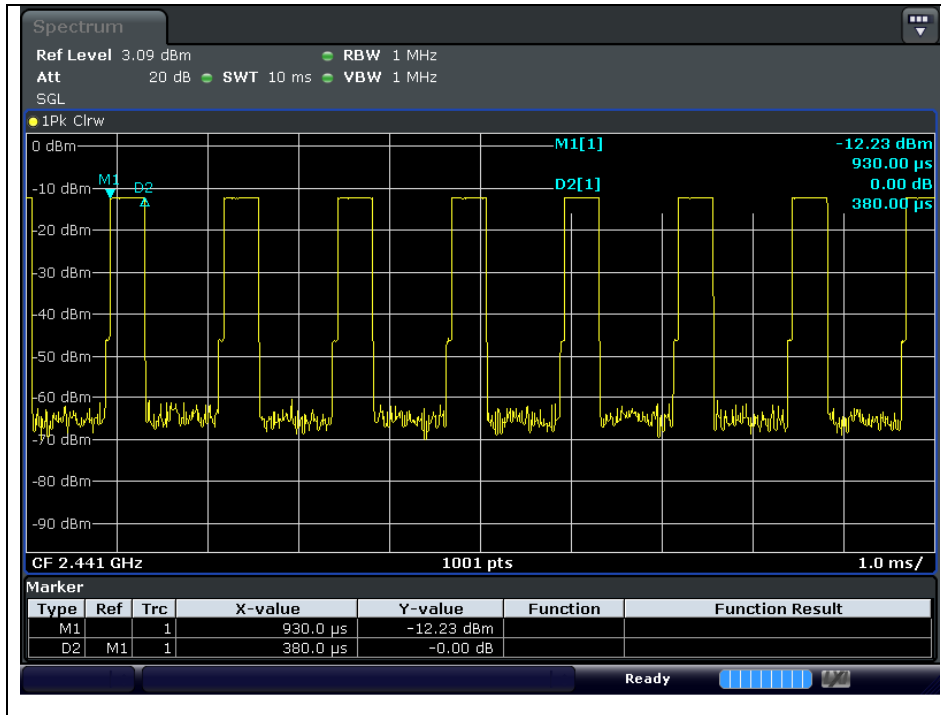 Spectrum
Ref Level 3.09 dBm RBW 1 MHz
Att 20 dB SWT 10 ms VBW 1 MHz
SGL
1Pk Clrw
0 dBm
M1[1] -12.23 dBm
930.00 µs
-10 dBm M1 D2 D2[1] 0.00 dB
380.00 µs
-20 dBm
-30 dBm
-40 dBm
-50 dBm
-60 dBm
-70 dBm
-80 dBm
-90 dBm
CF 2.441 GHz 1001 pts 1.0 ms/
Marker
Type Ref Trc X-value Y-value Function Function Result
M1 1 930.0 µs -12.23 dBm
D2 M1 1 380.0 µs -0.00 dB
Ready